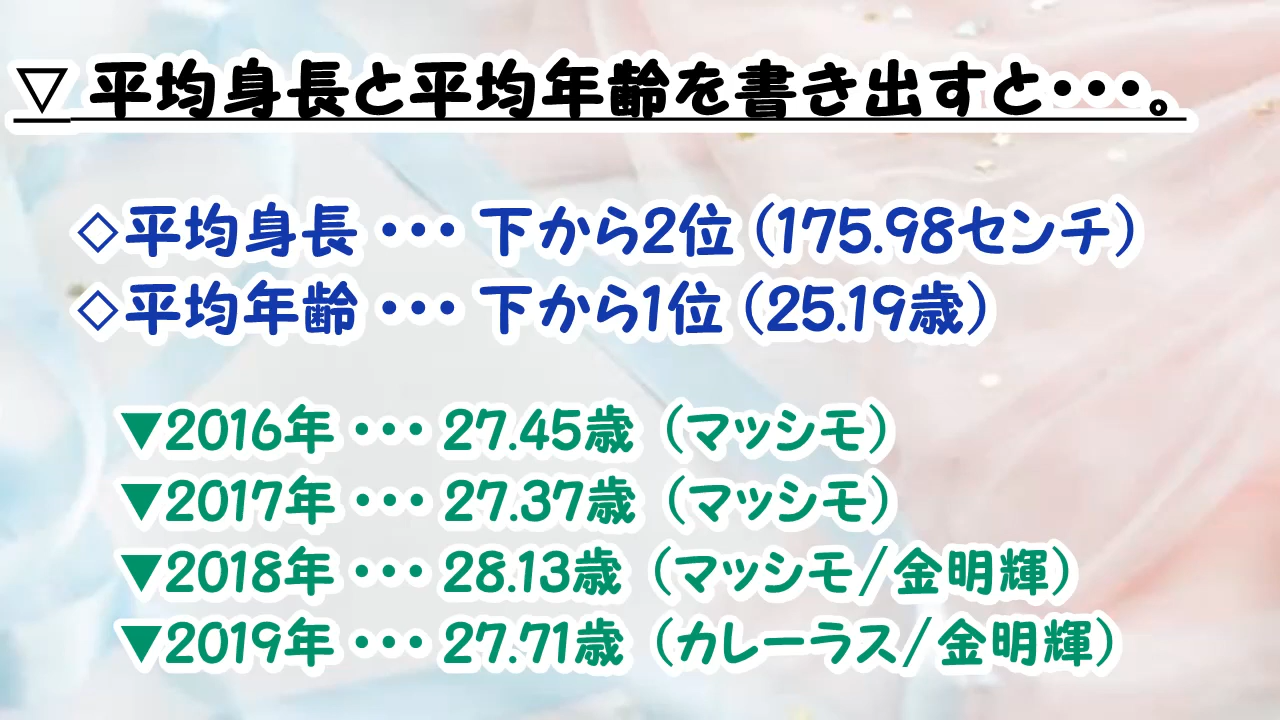 ▽ 平均身長と平均年齢を書き出すと・・・。
◇平均身長 ・・・ 下から2位 (175.98センチ)
◇平均年齢 ・・・ 下から1位 (25.19歳)
▼2016年 ・・・ 27.45歳 (マッシモ)
▼2017年 ・・・ 27.37歳 (マッシモ)
▼2018年 ・・・ 28.13歳 (マッシモ/金明輝)
▼2019年 ・・・ 27.71歳 (カレーラス/金明輝)